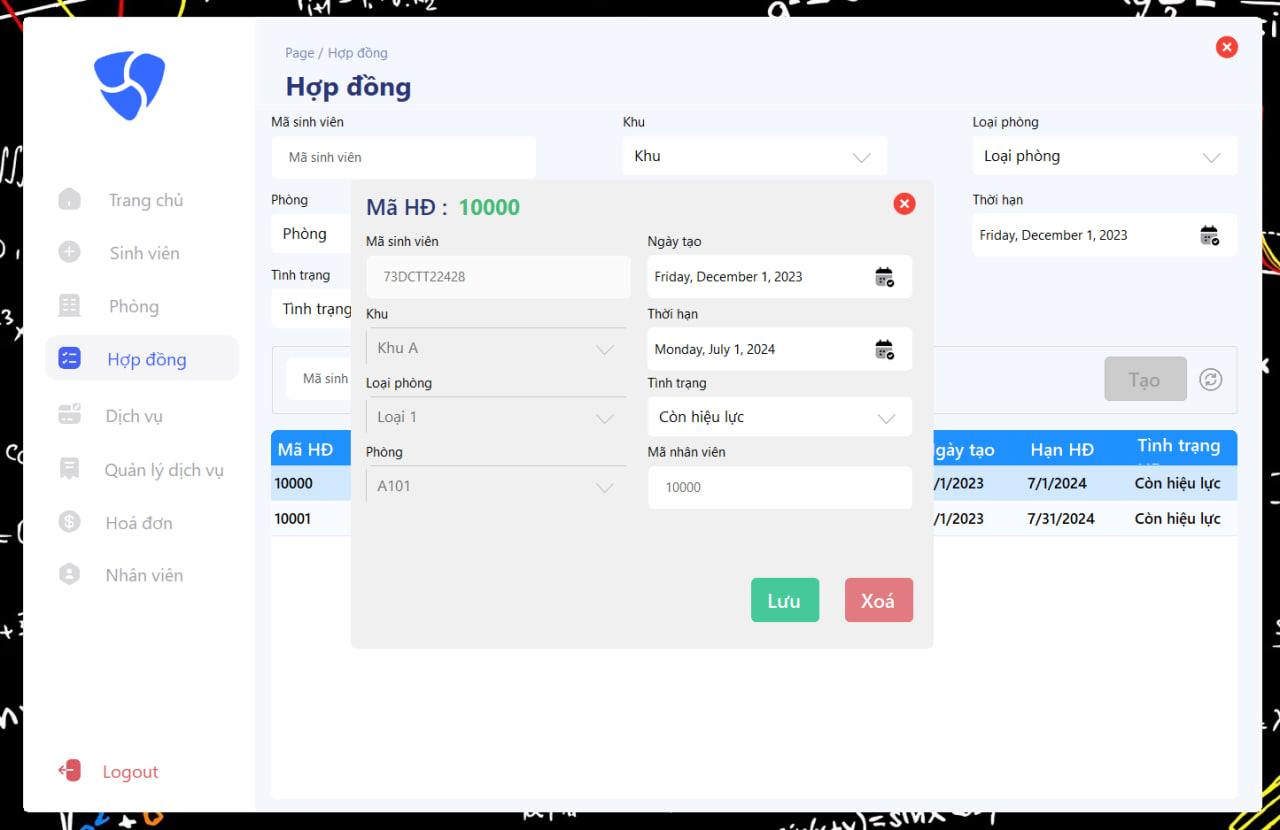 Page / Hợp đồng
Hợp đồng
Mã sinh viên
Khu
Loại phòng
Mã sinh viên
Khu
Loại phòng
Phòng
Thời hạn
Phòng
Friday, December 1, 2023
Tình trạng
Tình trạng
Mã sinh
Tạo
Mã HĐ
gày tạo
Hạn HĐ
Tình trạng
10000
/1/2023
7/1/2024
Còn hiệu lực
10001
/1/2023
7/31/2024
Còn hiệu lực
Trang chủ
Sinh viên
Phòng
Hợp đồng
Dịch vụ
Quản lý dịch vụ
Hoá đơn
Nhân viên
Logout
Mã HĐ : 10000
Mã sinh viên
Ngày tạo
73DCTT22428
Friday, December 1, 2023
Khu
Thời hạn
Khu A
Monday, July 1, 2024
Loại phòng
Tình trạng
Loại 1
Còn hiệu lực
Phòng
Mã nhân viên
A101
10000
Lưu
Xoá